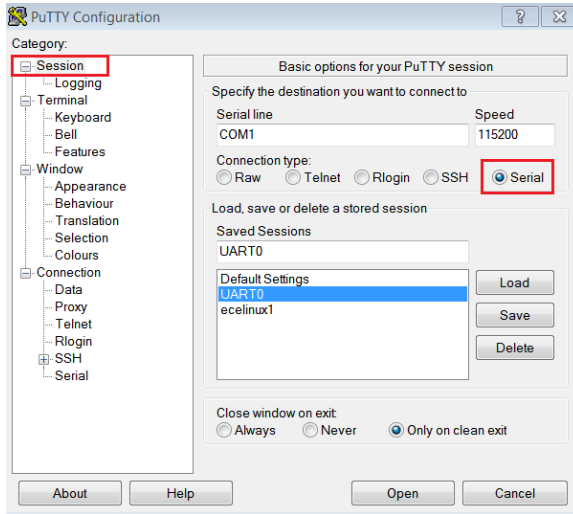 PuTTY Configuration
Category:
Session
Logging
Terminal
Keyboard
Bell
Features
Window
Appearance
Behaviour
Translation
Selection
Colours
Connection
Data
Proxy
Telnet
Rlogin
SSH
Serial
Basic options for your PuTTY session
Specify the destination you want to connect to
Serial line Speed
COM1 115200
Connection type:
Raw Telnet Rlogin SSH Serial
Load, save or delete a stored session
Saved Sessions
UART0
Default Settings
UART0
ecelinux1
Load
Save
Delete
Close window on exit:
Always Never Only on clean exit
About Help Open Cancel